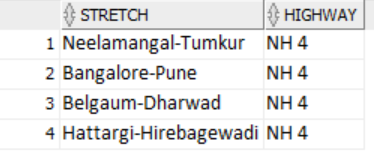 STRETCH HIGHWAY
1 Neelamangal-Tumkur NH 4
2 Bangalore-Pune NH 4
3 Belgaum-Dharwad NH 4
4 Hattargi-Hirebagewadi NH 4